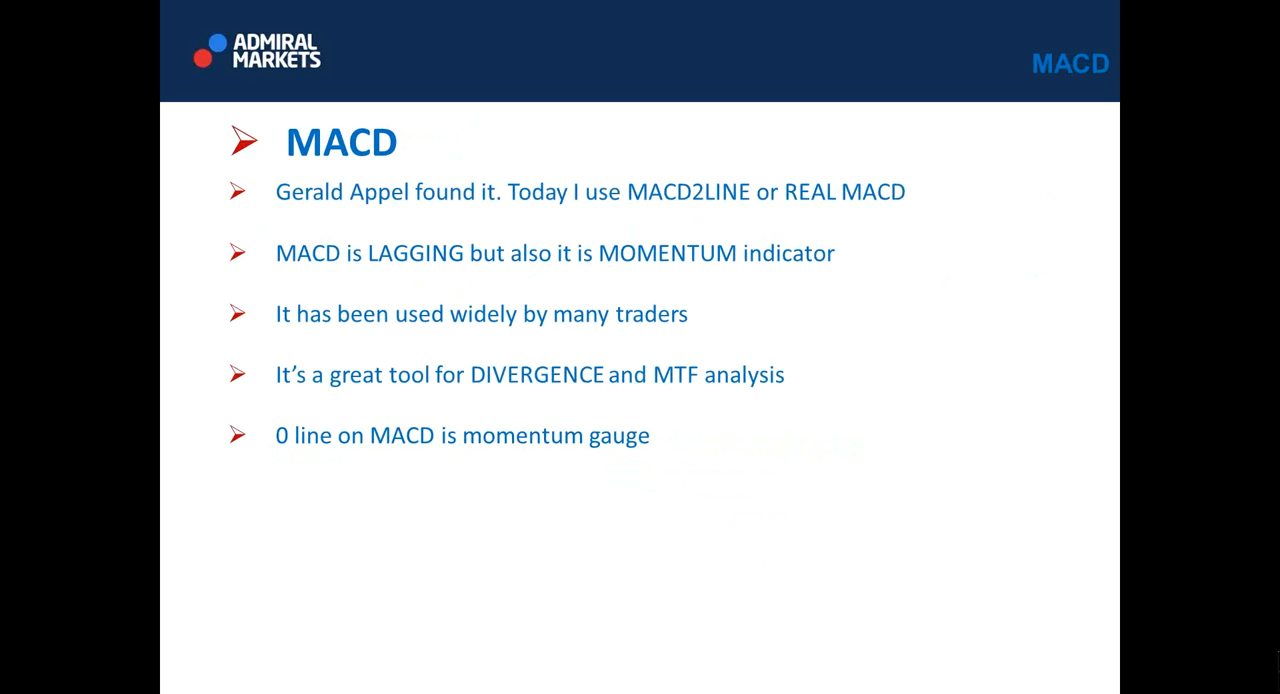 ADMIRAL
MARKETS
MACD
MACD
Gerald Appel found it. Today I use MACD2LINE or REAL MACD
MACD is LAGGING but also it is MOMENTUM indicator
It has been used widely by many traders
It’s a great tool for DIVERGENCE and MTF analysis
0 line on MACD is momentum gauge